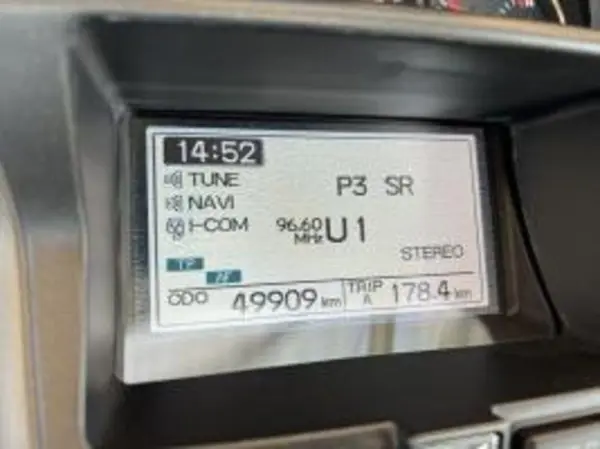 14:52
TUNE
P3 SR
NAVI
I-COM
96.60 MHz U1
STEREO
TP
AF
ODO 49909 km TRIP A 178.4 km